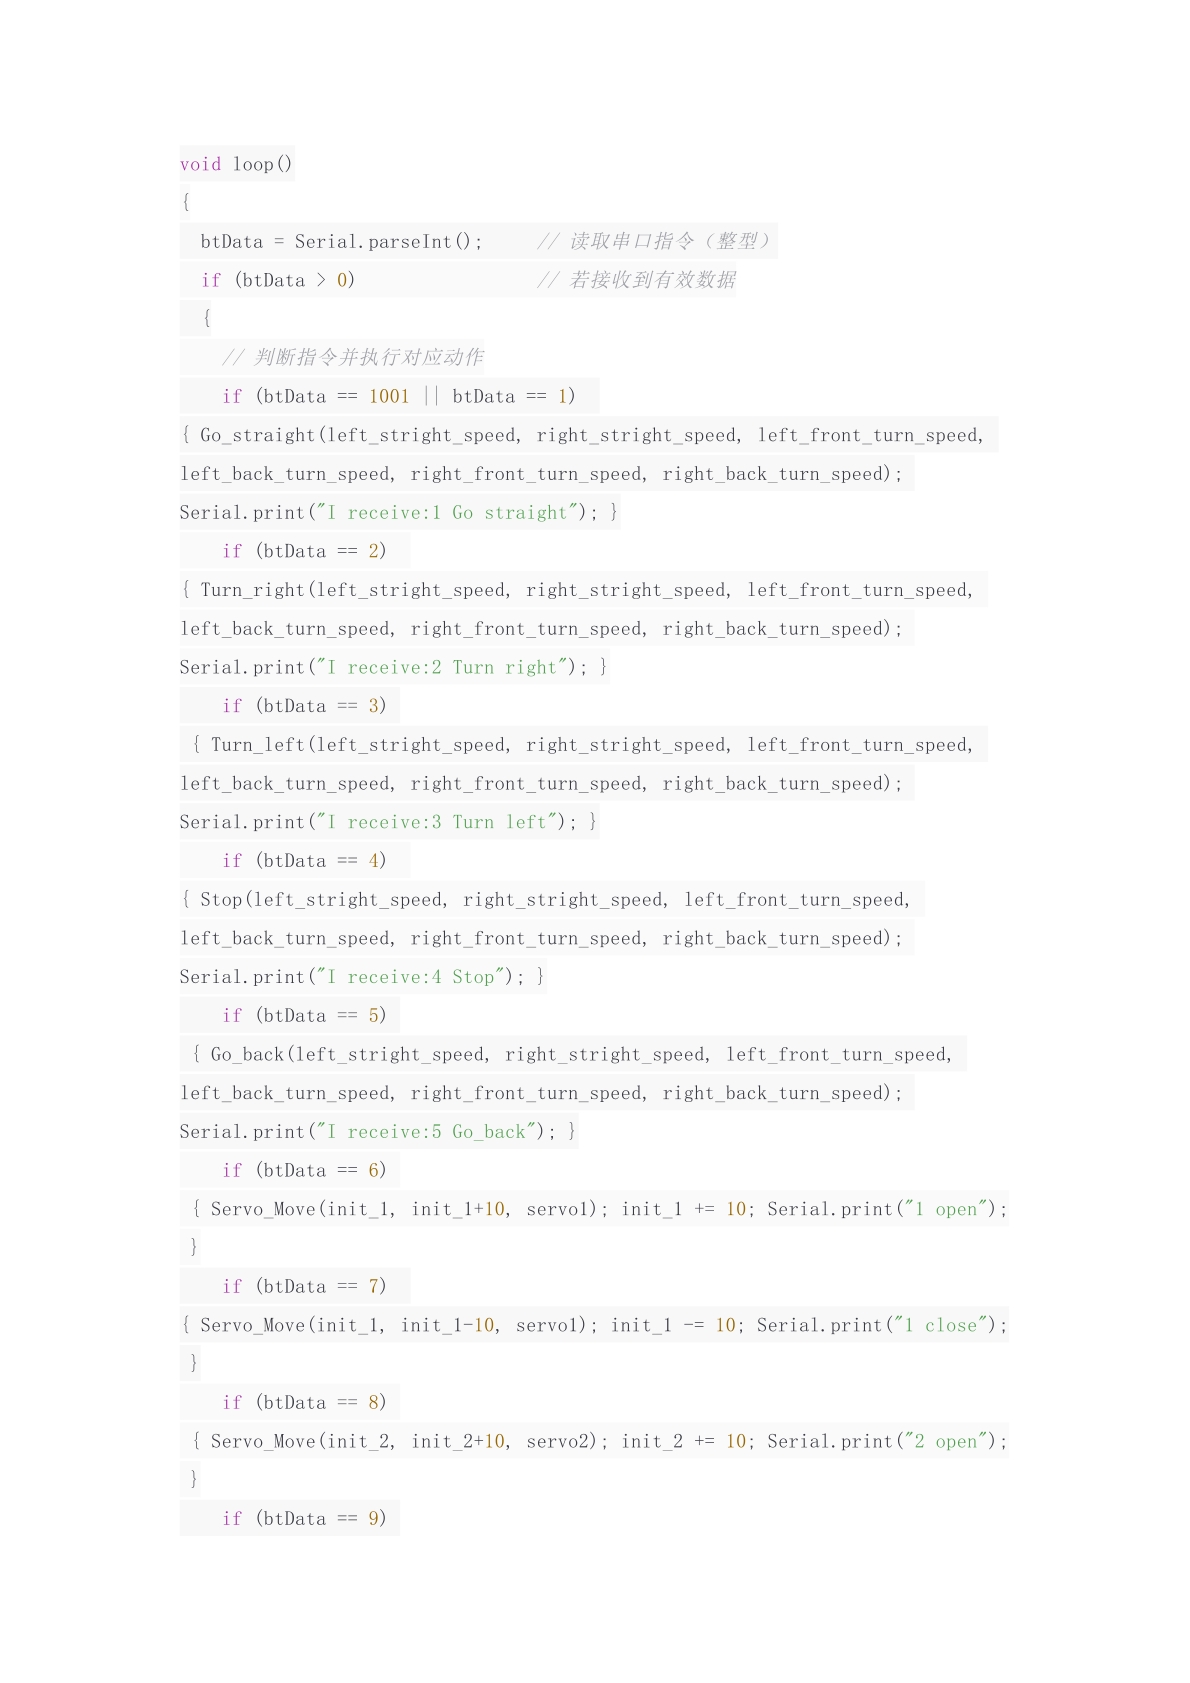 void loop()
{
  btData = Serial.parseInt();     // 读取串口指令（整型）
  if (btData > 0)                 // 若接收到有效数据
  {
    // 判断指令并执行对应动作
    if (btData == 1001 || btData == 1)
{ Go_straight(left_stright_speed, right_stright_speed, left_front_turn_speed,
left_back_turn_speed, right_front_turn_speed, right_back_turn_speed);
Serial.print("I receive:1 Go straight"); }
    if (btData == 2)
{ Turn_right(left_stright_speed, right_stright_speed, left_front_turn_speed,
left_back_turn_speed, right_front_turn_speed, right_back_turn_speed);
Serial.print("I receive:2 Turn right"); }
    if (btData == 3)
 { Turn_left(left_stright_speed, right_stright_speed, left_front_turn_speed,
left_back_turn_speed, right_front_turn_speed, right_back_turn_speed);
Serial.print("I receive:3 Turn left"); }
    if (btData == 4)
{ Stop(left_stright_speed, right_stright_speed, left_front_turn_speed,
left_back_turn_speed, right_front_turn_speed, right_back_turn_speed);
Serial.print("I receive:4 Stop"); }
    if (btData == 5)
 { Go_back(left_stright_speed, right_stright_speed, left_front_turn_speed,
left_back_turn_speed, right_front_turn_speed, right_back_turn_speed);
Serial.print("I receive:5 Go_back"); }
    if (btData == 6)
 { Servo_Move(init_1, init_1+10, servo1); init_1 += 10; Serial.print("1 open");
 }
    if (btData == 7)
{ Servo_Move(init_1, init_1-10, servo1); init_1 -= 10; Serial.print("1 close");
 }
    if (btData == 8)
 { Servo_Move(init_2, init_2+10, servo2); init_2 += 10; Serial.print("2 open");
 }
    if (btData == 9)